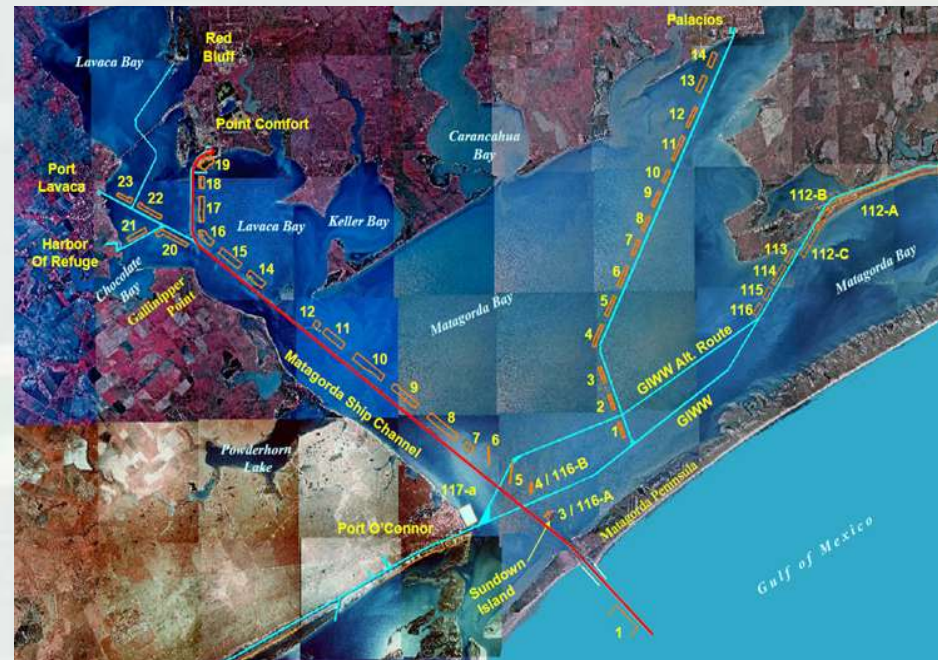 Palacios
Red
Bluff
Lavaca Bay
14
13
Point Comfort
12
11
Carancahua
Bay
19
Port
Lavaca
23
18
10
112-B
22
17
9
112-A
Lavaca
Bay
Keller Bay
8
21
16
Harbor
Of Refuge
20
15
7
113
112-C
14
6
114
Matagorda
Bay
Chocolate
Bay
115
Gallinipper
Point
5
116
12
11
Matagorda Bay
4
10
GIWW Alt. Route
3
9
Matagorda Ship Channel
2
GIWW
8
1
7
6
Powderhorn
Lake
5
4 / 116-B
117-a
3 / 116-A
Matagorda Peninsula
Port O'Connor
Sundown
Island
Gulf of Mexico
1